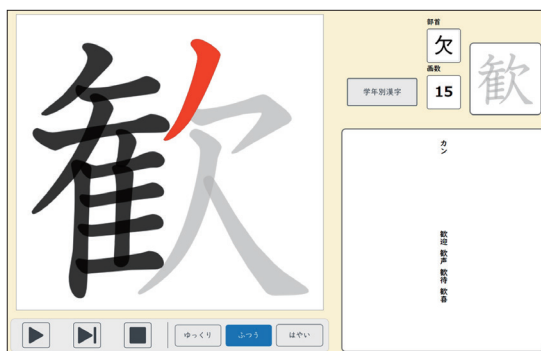 歓
部首
欠
画数
15
歓
学年別漢字
カン
歓迎 歓声 歓待 歓喜
ゆっくり
ふつう
はやい